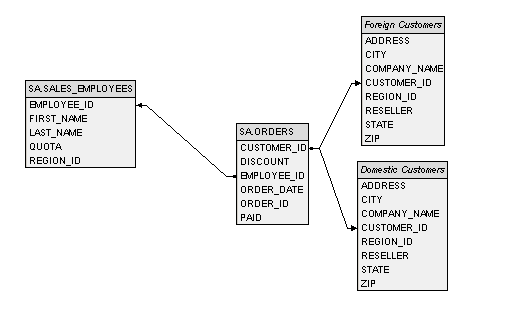 SA.SALES_EMPLOYEES
EMPLOYEE_ID
FIRST_NAME
LAST_NAME
QUOTA
REGION_ID
SA.ORDERS
CUSTOMER_ID
DISCOUNT
EMPLOYEE_ID
ORDER_DATE
ORDER_ID
PAID
Foreign Customers
ADDRESS
CITY
COMPANY_NAME
CUSTOMER_ID
REGION_ID
RESELLER
STATE
ZIP
Domestic Customers
ADDRESS
CITY
COMPANY_NAME
CUSTOMER_ID
REGION_ID
RESELLER
STATE
ZIP